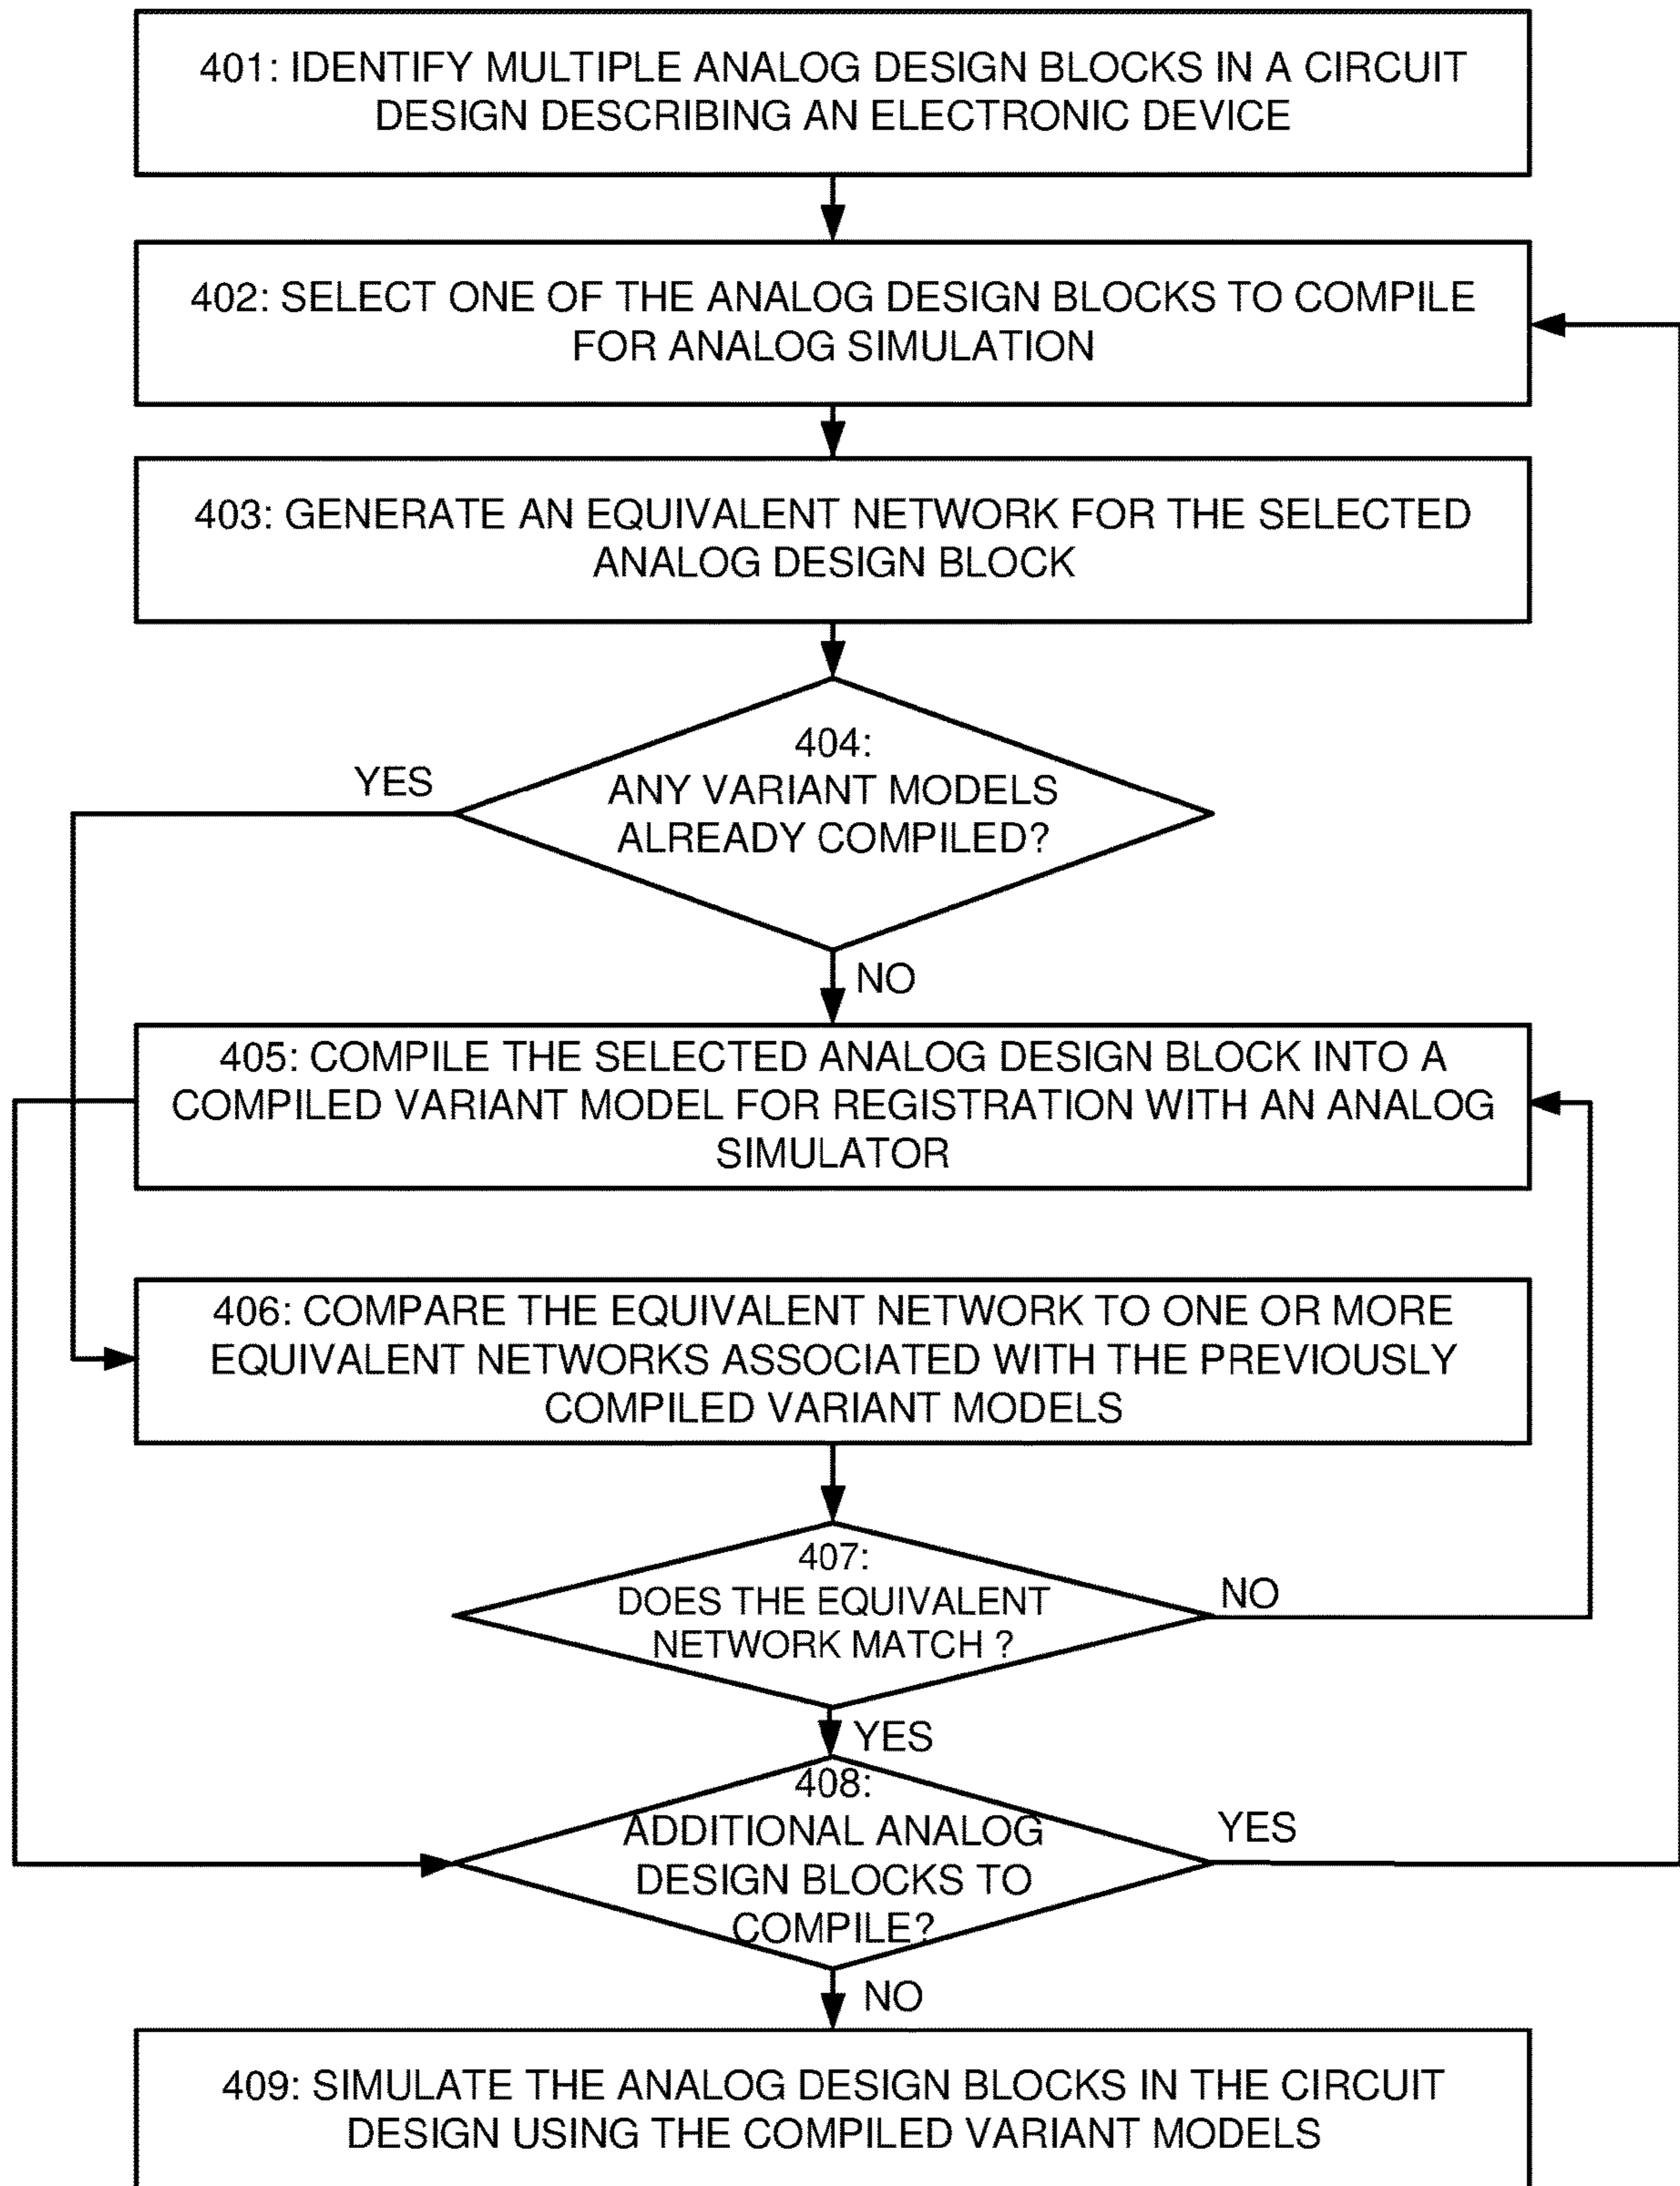 401: IDENTIFY MULTIPLE ANALOG DESIGN BLOCKS IN A CIRCUIT
DESIGN DESCRIBING AN ELECTRONIC DEVICE
402: SELECT ONE OF THE ANALOG DESIGN BLOCKS TO COMPILE
FOR ANALOG SIMULATION
403: GENERATE AN EQUIVALENT NETWORK FOR THE SELECTED
ANALOG DESIGN BLOCK
404:
YES
ANY VARIANT MODELS
ALREADY COMPILED?
NO
405: COMPILE THE SELECTED ANALOG DESIGN BLOCK INTO A
COMPILED VARIANT MODEL FOR REGISTRATION WITH AN ANALOG
SIMULATOR
406: COMPARE THE EQUIVALENT NETWORK TO ONE OR MORE
EQUIVALENT NETWORKS ASSOCIATED WITH THE PREVIOUSLY
COMPILED VARIANT MODELS
407:
DOES THE EQUIVALENT
NETWORK MATCH ?
NO
YES
408:
ADDITIONAL ANALOG
DESIGN BLOCKS TO
COMPILE?
YES
NO
409: SIMULATE THE ANALOG DESIGN BLOCKS IN THE CIRCUIT
DESIGN USING THE COMPILED VARIANT MODELS